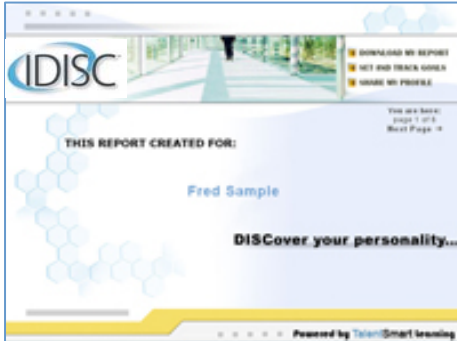 IDISC™
DOWNLOAD MY REPORT
SET AND TRACK GOALS
SHARE MY PROFILE
You are here:
page 1 of 6
Next Page →
THIS REPORT CREATED FOR:
Fred Sample
DISCover your personality...
Powered by TalentSmart learning